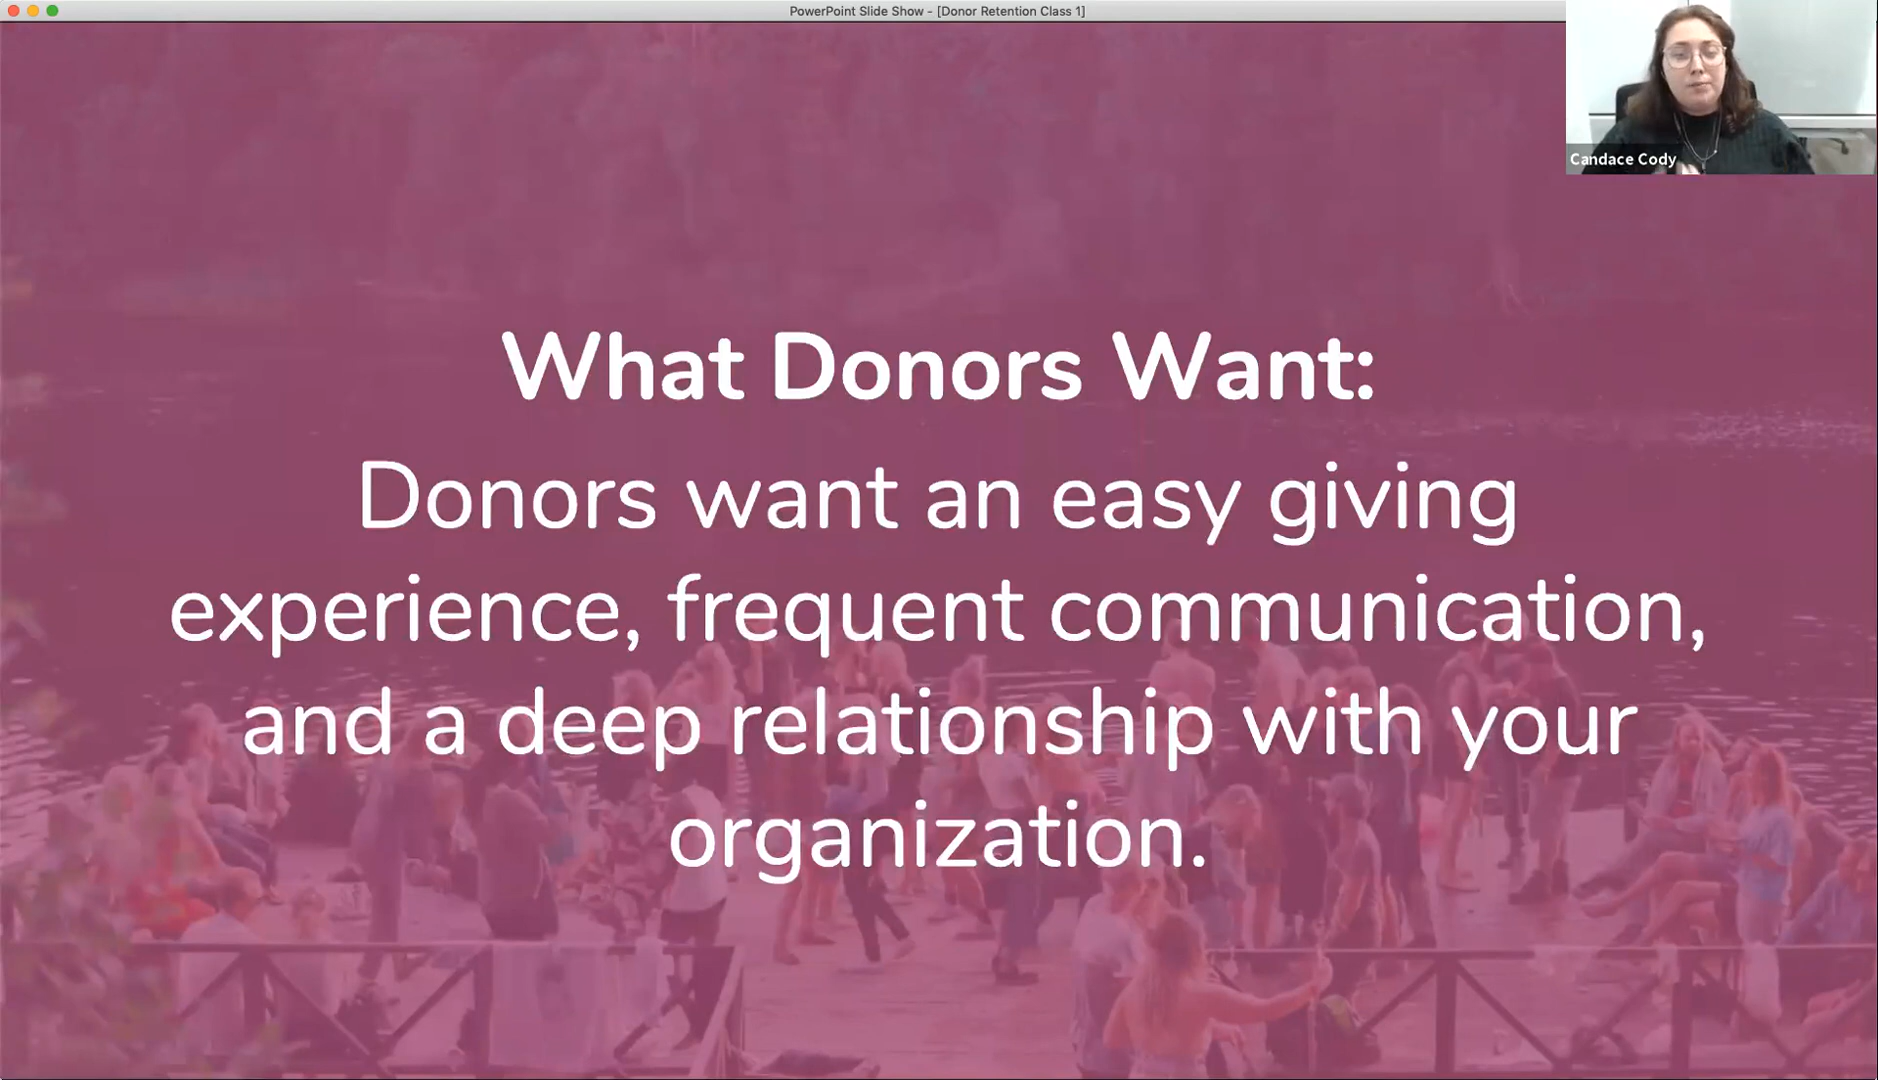 PowerPoint Slide Show - [Donor Retention Class 1]
Candace Cody
What Donors Want:
Donors want an easy giving
experience, frequent communication,
and a deep relationship with your
organization.